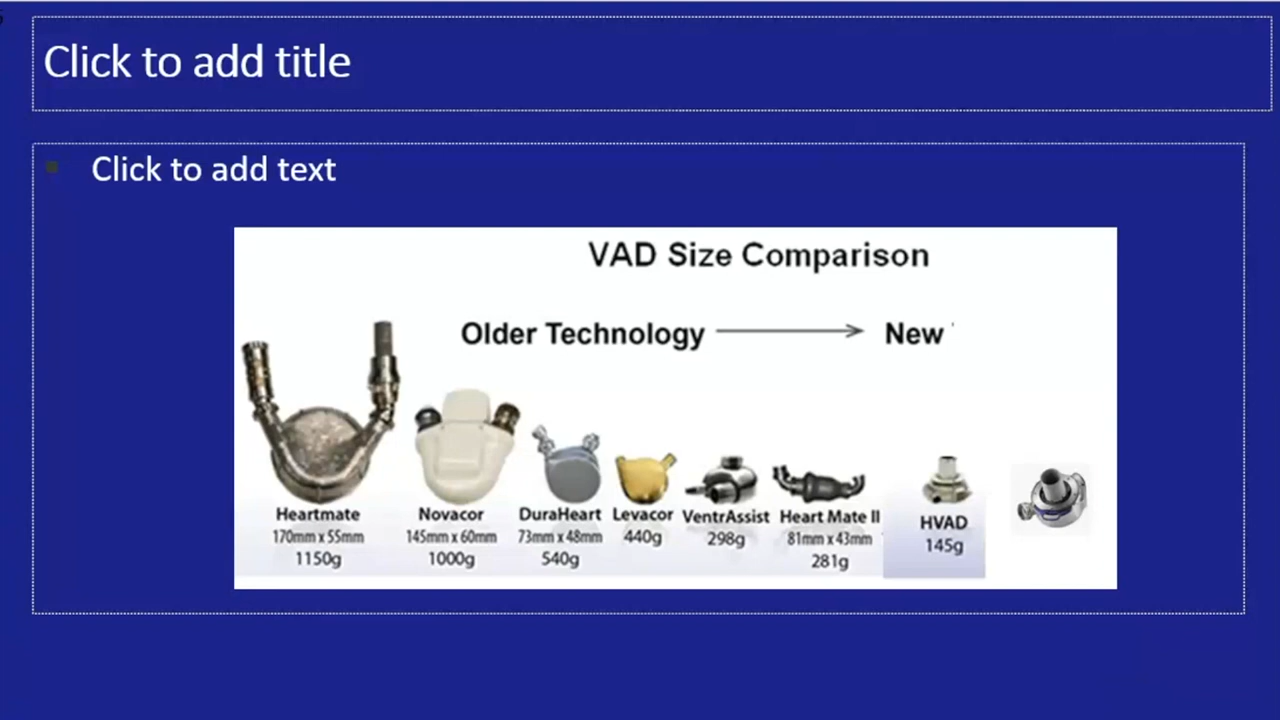 Click to add title
Click to add text
VAD Size Comparison
Older Technology New
Heartmate
170mm x 55mm
1150g
Novacor
145mm x 60mm
1000g
DuraHeart
73mm x 48mm
540g
Levacor
440g
VentrAssist
298g
Heart Mate II
81mm x 43mm
281g
HVAD
145g